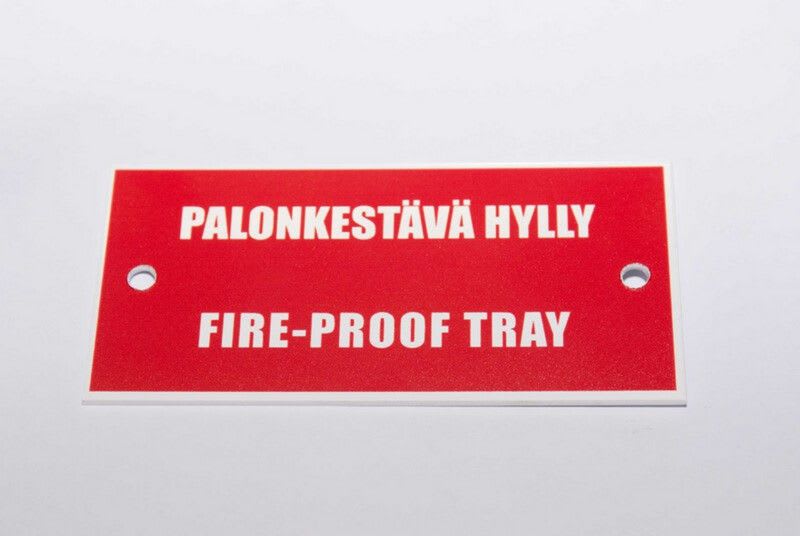 PALONKESTÄVÄ HYLLY
FIRE-PROOF TRAY